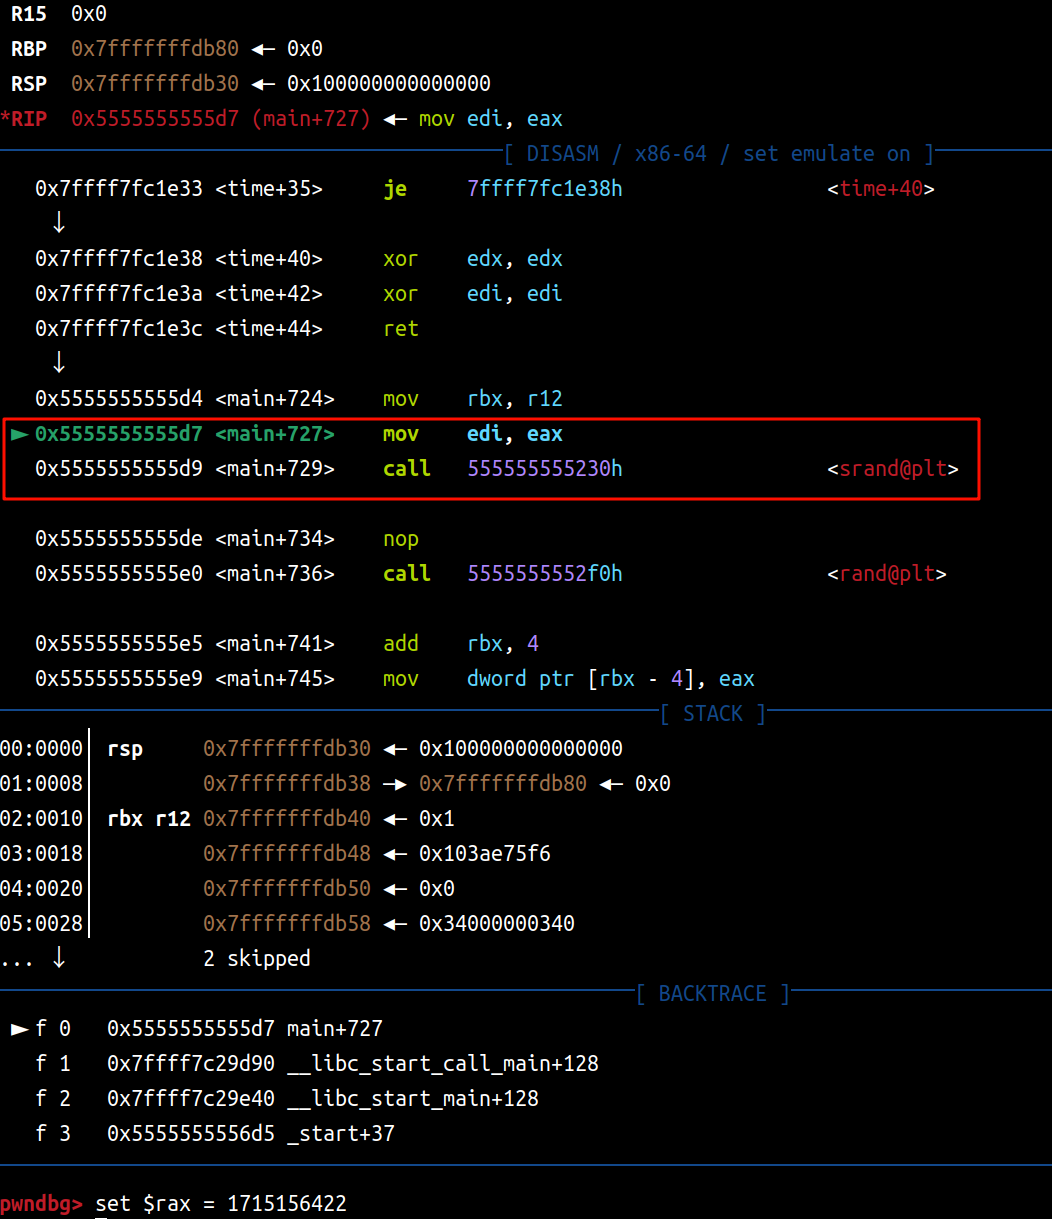 R15  0x0
RBP  0x7fffffffdb80 ◂— 0x0
RSP  0x7fffffffdb30 ◂— 0x100000000000000
*RIP  0x5555555555d7 (main+727) ◂— mov edi, eax
[ DISASM / x86-64 / set emulate on ]
0x7ffff7fc1e33 <time+35>     je     7ffff7fc1e38h                 <time+40>
↓
0x7ffff7fc1e38 <time+40>     xor    edx, edx
0x7ffff7fc1e3a <time+42>     xor    edi, edi
0x7ffff7fc1e3c <time+44>     ret
↓
0x5555555555d4 <main+724>    mov    rbx, r12
► 0x5555555555d7 <main+727>    mov    edi, eax
0x5555555555d9 <main+729>    call   555555555230h                 <srand@plt>
0x5555555555de <main+734>    nop
0x5555555555e0 <main+736>    call   5555555552f0h                 <rand@plt>
0x5555555555e5 <main+741>    add    rbx, 4
0x5555555555e9 <main+745>    mov    dword ptr [rbx - 4], eax
[ STACK ]
00:0000│ rsp     0x7fffffffdb30 ◂— 0x100000000000000
01:0008│         0x7fffffffdb38 —▸ 0x7fffffffdb80 ◂— 0x0
02:0010│ rbx r12 0x7fffffffdb40 ◂— 0x1
03:0018│         0x7fffffffdb48 ◂— 0x103ae75f6
04:0020│         0x7fffffffdb50 ◂— 0x0
05:0028│         0x7fffffffdb58 ◂— 0x34000000340
... ↓            2 skipped
[ BACKTRACE ]
► f 0   0x5555555555d7 main+727
f 1   0x7ffff7c29d90 __libc_start_call_main+128
f 2   0x7ffff7c29e40 __libc_start_main+128
f 3   0x5555555556d5 _start+37
pwndbg> set $rax = 1715156422